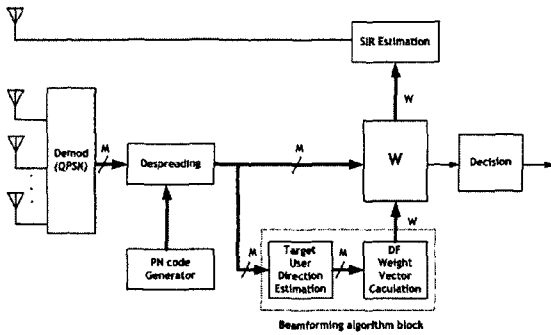 SIR Estimation
W
Demod
(QPSK)
M
Despreading
M
W
Decision
W
PN code
Generator
M
Target
User
Direction
Estimation
M
DF
Weight
Vector
Caculation
Beamforming algorithm block